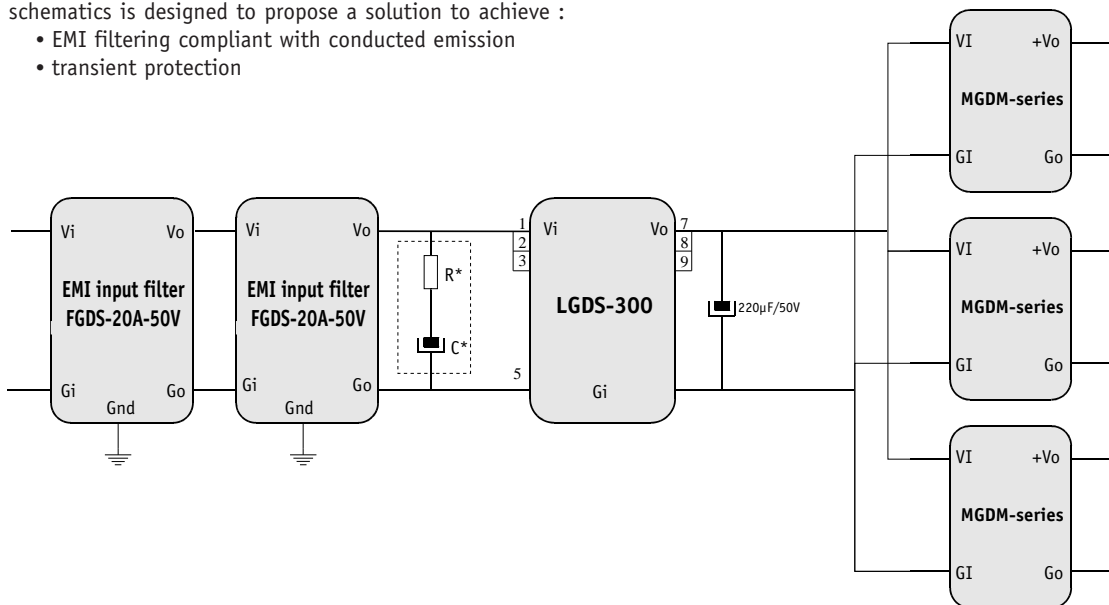 schematics is designed to propose a solution to achieve :
• EMI filtering compliant with conducted emission
• transient protection
VI +Vo
MGDM-series
GI Go
Vi Vo
EMI input filter
FGDS-20A-50V
Gi Go
Gnd
Vi Vo
EMI input filter
FGDS-20A-50V
Gi Go
Gnd
R*
C*
1
2
3
5
Vi Vo
LGDS-300
Gi
7
8
9
220µF/50V
VI +Vo
MGDM-series
GI Go
VI +Vo
MGDM-series
GI Go